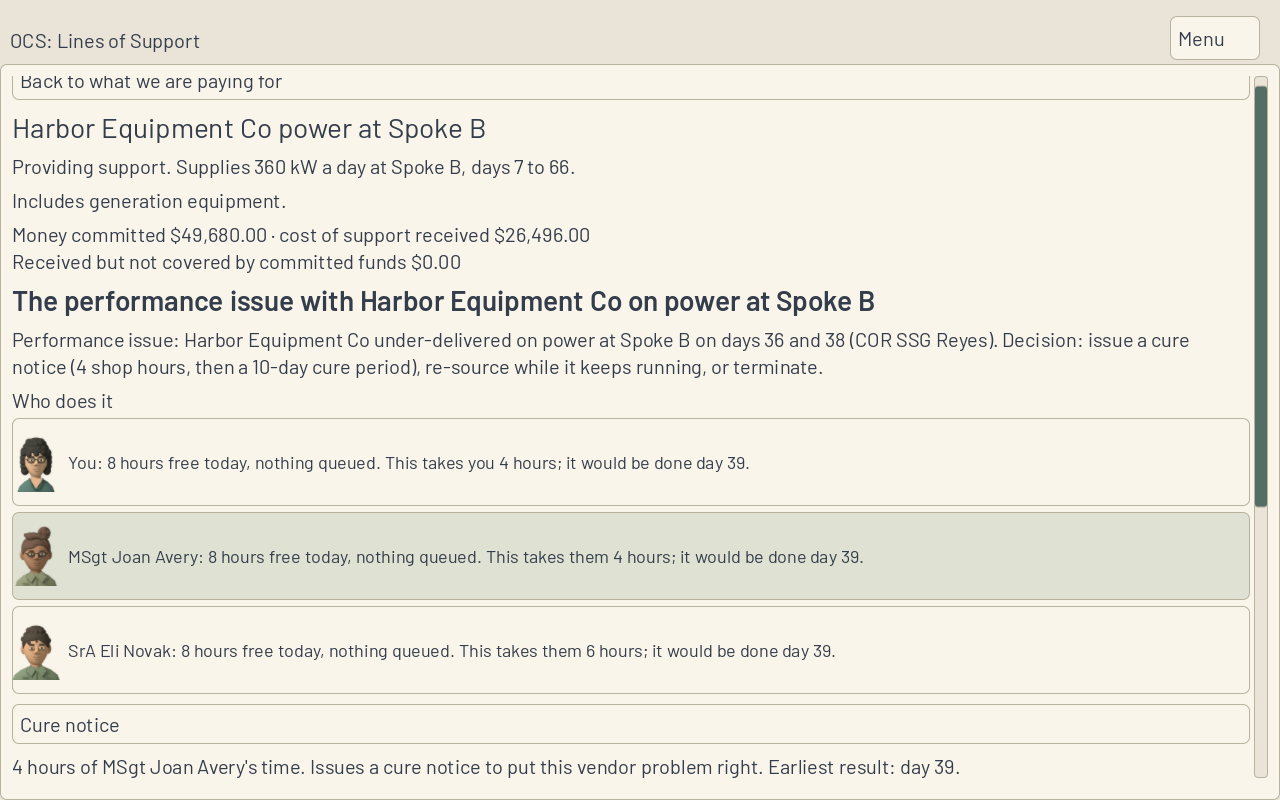 OCS: Lines of Support
Menu
Back to what we are paying for
Harbor Equipment Co power at Spoke B
Providing support. Supplies 360 kW a day at Spoke B, days 7 to 66.
Includes generation equipment.
Money committed $49,680.00 · cost of support received $26,496.00
Received but not covered by committed funds $0.00
The performance issue with Harbor Equipment Co on power at Spoke B
Performance issue: Harbor Equipment Co under-delivered on power at Spoke B on days 36 and 38 (COR SSG Reyes). Decision: issue a cure
notice (4 shop hours, then a 10-day cure period), re-source while it keeps running, or terminate.
Who does it
You: 8 hours free today, nothing queued. This takes you 4 hours; it would be done day 39.
MSgt Joan Avery: 8 hours free today, nothing queued. This takes them 4 hours; it would be done day 39.
SrA Eli Novak: 8 hours free today, nothing queued. This takes them 6 hours; it would be done day 39.
Cure notice
4 hours of MSgt Joan Avery's time. Issues a cure notice to put this vendor problem right. Earliest result: day 39.